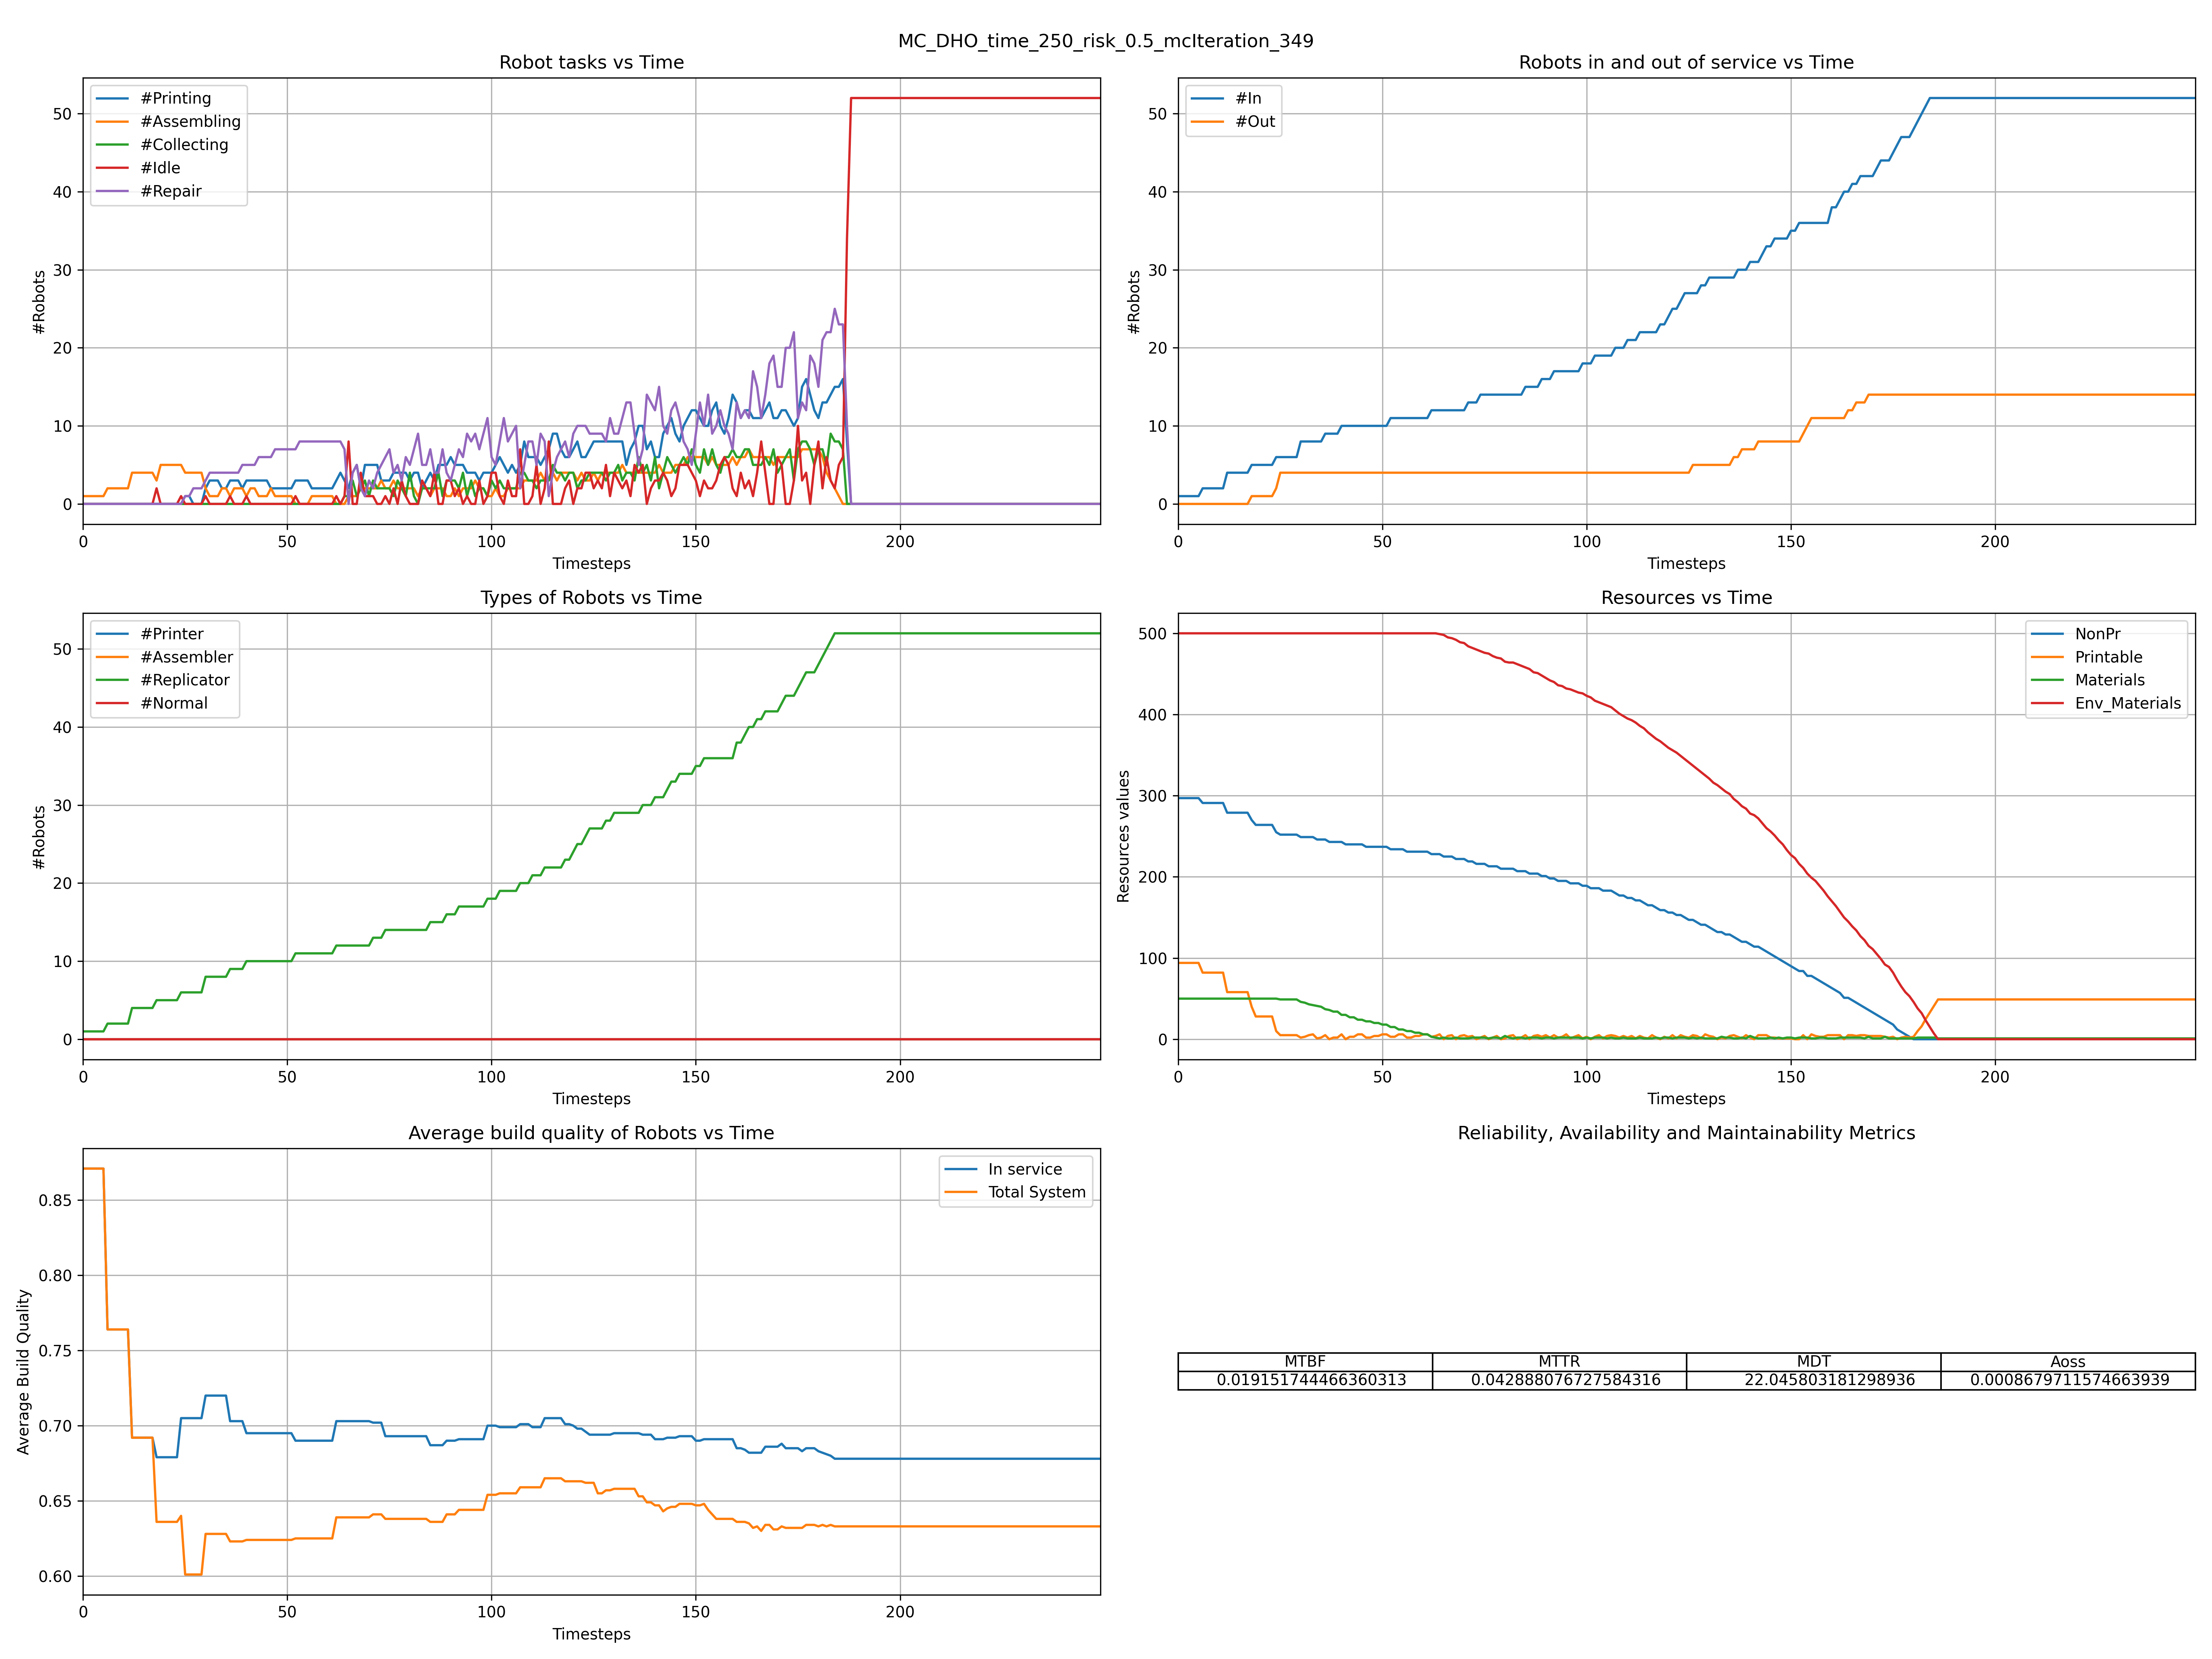 MC_DHO_time_250_risk_0.5_mcIteration_349
Robot tasks vs Time
#Printing
#Assembling
#Collecting
#Idle
#Repair
50
40
30
20
10
0
#Robots
0 50 100 150 200
Timesteps
Robots in and out of service vs Time
#In
#Out
50
40
30
20
10
0
#Robots
0 50 100 150 200
Timesteps
Types of Robots vs Time
#Printer
#Assembler
#Replicator
#Normal
50
40
30
20
10
0
#Robots
0 50 100 150 200
Timesteps
Resources vs Time
NonPr
Printable
Materials
Env_Materials
500
400
300
200
100
0
Resources values
0 50 100 150 200
Timesteps
Average build quality of Robots vs Time
In service
Total System
0.85
0.80
0.75
0.70
0.65
0.60
Average Build Quality
0 50 100 150 200
Timesteps
Reliability, Availability and Maintainability Metrics
MTBF MTTR MDT Aoss
0.019151744466360313 0.042888076727584316 22.045803181298936 0.0008679711574663939